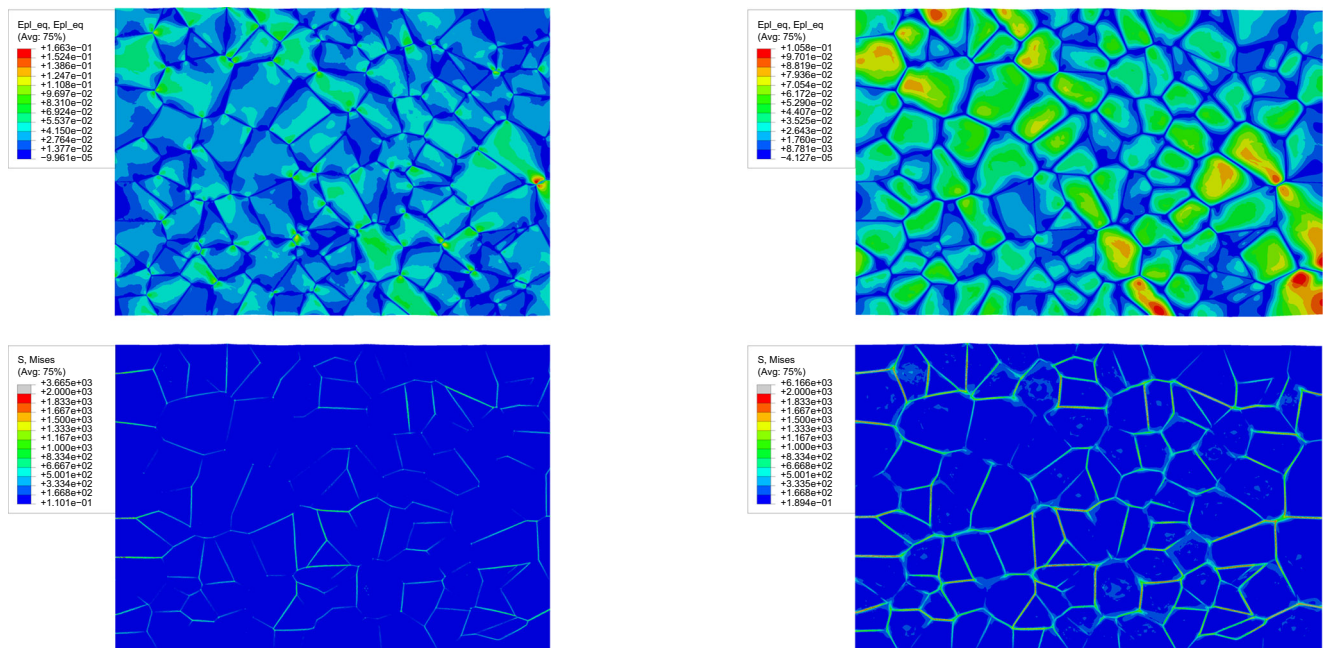 Epl_eq, Epl_eq
(Avg: 75%)
+1.663e−01
+1.524e−01
+1.386e−01
+1.247e−01
+1.108e−01
+9.697e−02
+8.310e−02
+6.924e−02
+5.537e−02
+4.150e−02
+2.764e−02
+1.377e−02
−9.961e−05
Epl_eq, Epl_eq
(Avg: 75%)
+1.058e−01
+9.701e−02
+8.819e−02
+7.936e−02
+7.054e−02
+6.172e−02
+5.290e−02
+4.407e−02
+3.525e−02
+2.643e−02
+1.760e−02
+8.781e−03
−4.127e−05
S, Mises
(Avg: 75%)
+3.665e+03
+2.000e+03
+1.833e+03
+1.667e+03
+1.500e+03
+1.333e+03
+1.167e+03
+1.000e+03
+8.334e+02
+6.667e+02
+5.001e+02
+3.334e+02
+1.668e+02
+1.101e−01
S, Mises
(Avg: 75%)
+6.166e+03
+2.000e+03
+1.833e+03
+1.667e+03
+1.500e+03
+1.333e+03
+1.167e+03
+1.000e+03
+8.334e+02
+6.668e+02
+5.001e+02
+3.335e+02
+1.668e+02
+1.894e−01